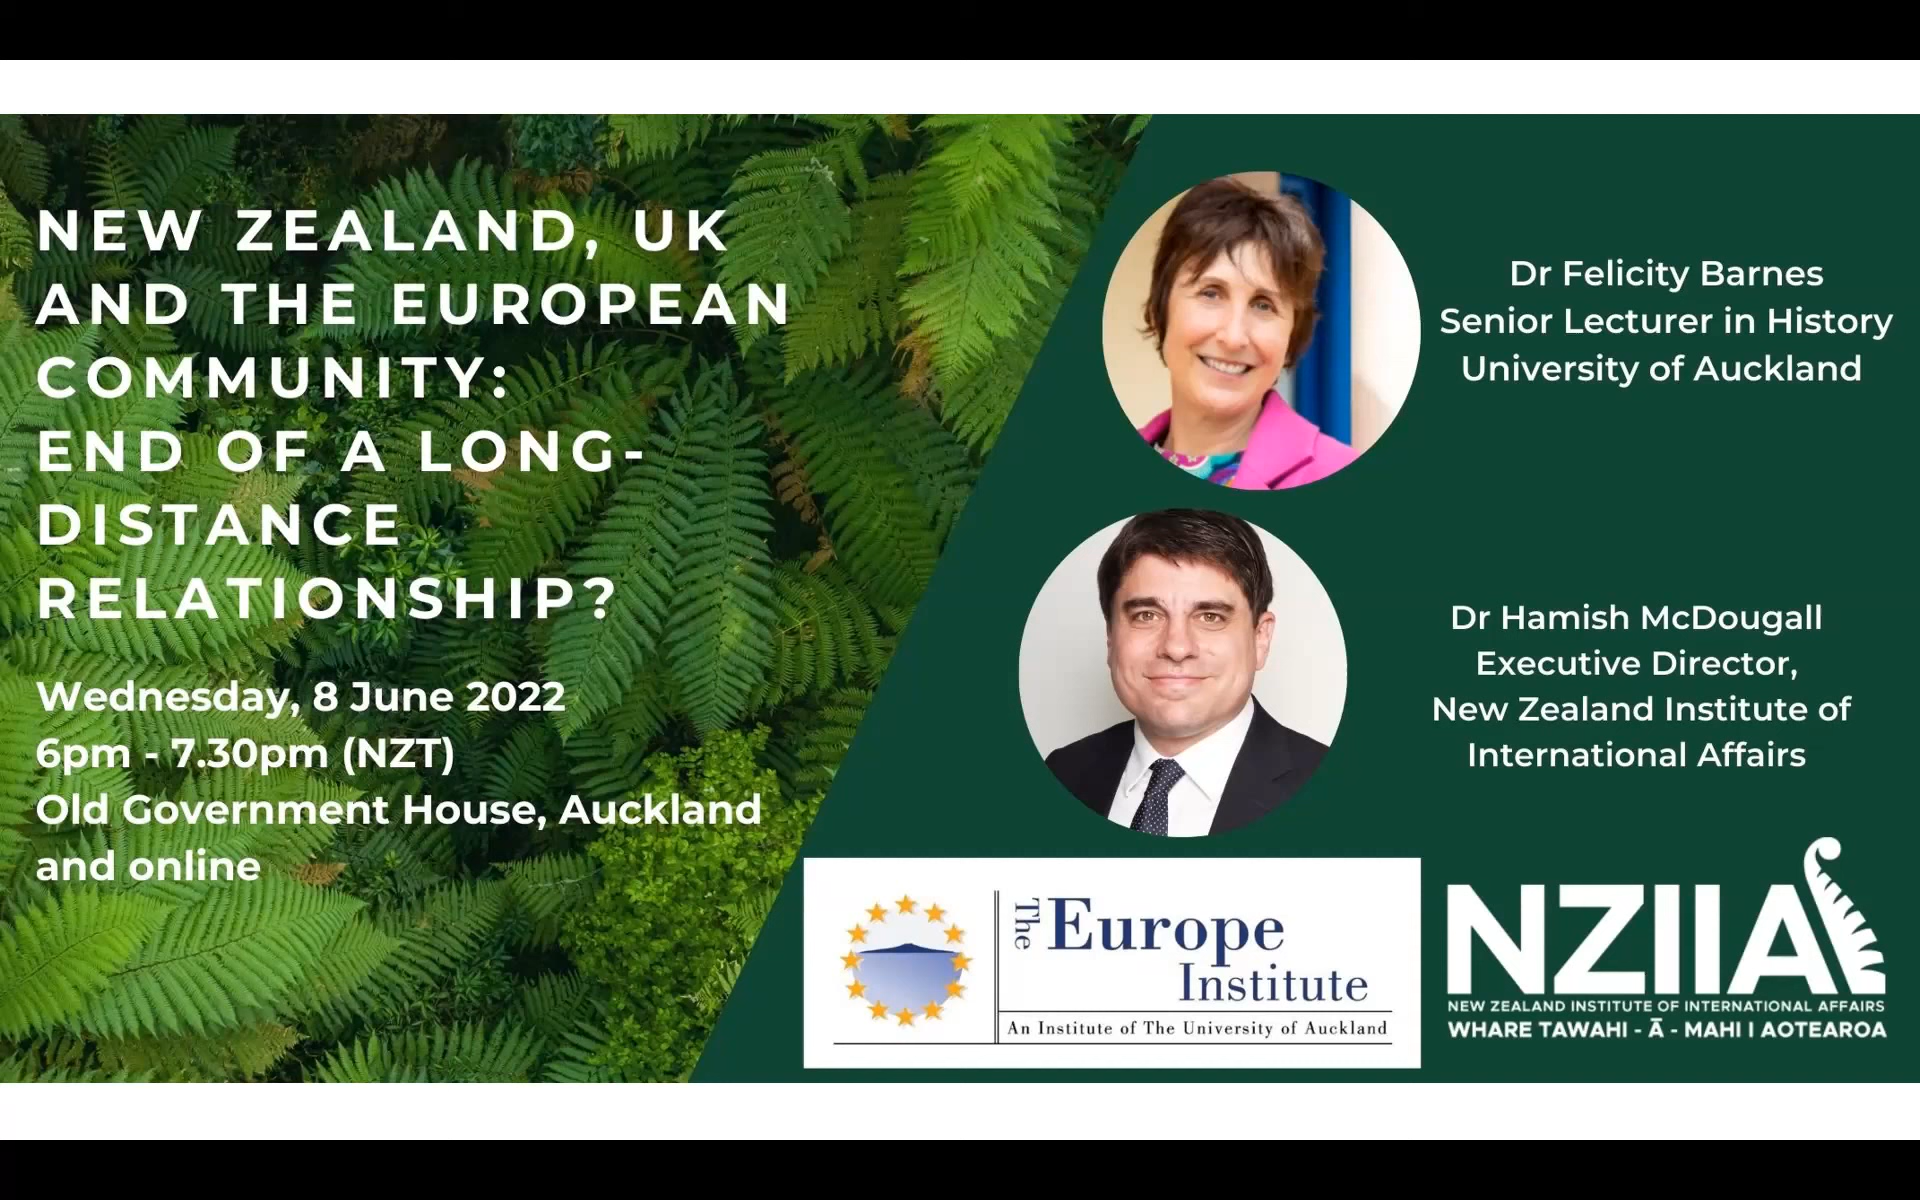 NEW ZEALAND, UK
AND THE EUROPEAN
COMMUNITY:
END OF A LONG-
DISTANCE
RELATIONSHIP?
Wednesday, 8 June 2022
6pm - 7.30pm (NZT)
Old Government House, Auckland
and online
Dr Felicity Barnes
Senior Lecturer in History
University of Auckland
Dr Hamish McDougall
Executive Director,
New Zealand Institute of
International Affairs
The Europe
Institute
An Institute of The University of Auckland
NZIIA
NEW ZEALAND INSTITUTE OF INTERNATIONAL AFFAIRS
WHARE TAWAHI - Ā - MAHI I AOTEAROA